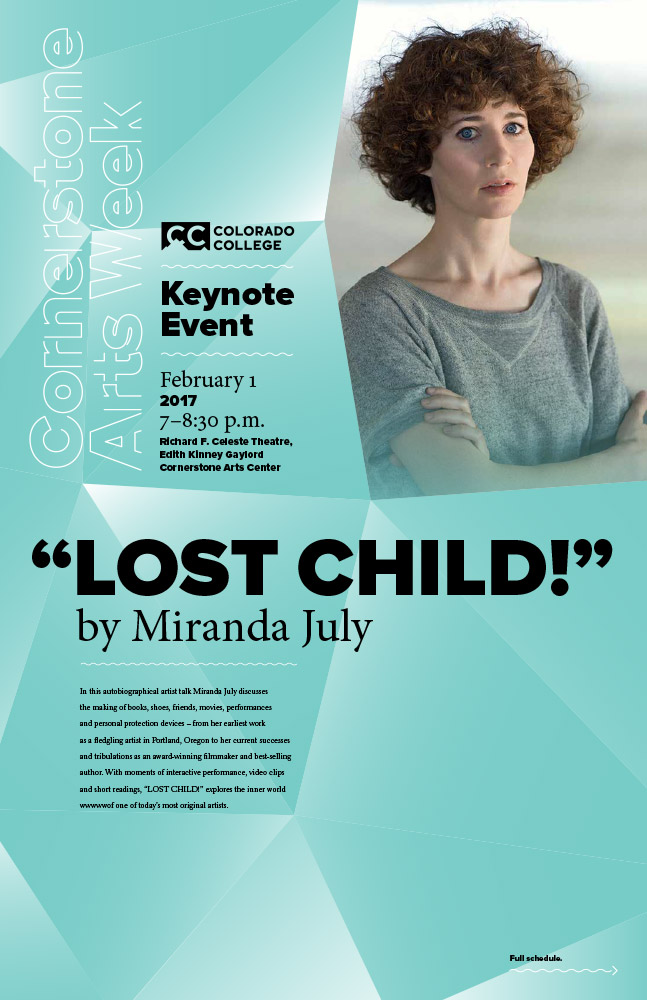 Cornerstone
Arts Week
CC COLORADO
COLLEGE
Keynote
Event
February 1
2017
7–8:30 p.m.
Richard F. Celeste Theatre,
Edith Kinney Gaylord
Cornerstone Arts Center
“LOST CHILD!”
by Miranda July
In this autobiographical artist talk Miranda July discusses
the making of books, shoes, friends, movies, performances
and personal protection devices – from her earliest work
as a fledgling artist in Portland, Oregon to her current successes
and tribulations as an award-winning filmmaker and best-selling
author. With moments of interactive performance, video clips
and short readings, “LOST CHILD!” explores the inner world
wwwwwof one of today's most original artists.
Full schedule.